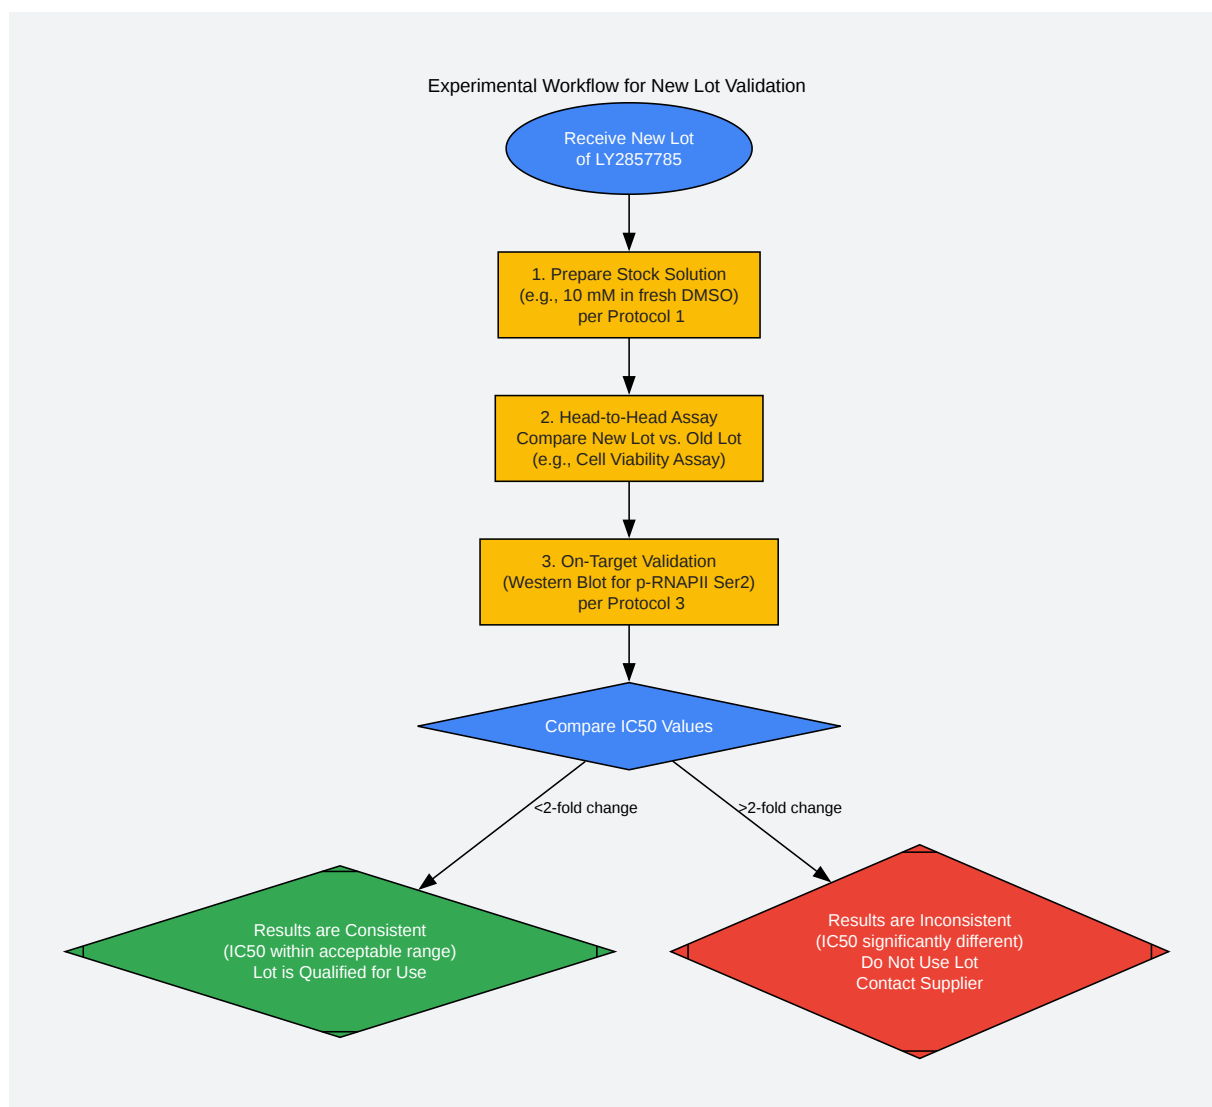 Experimental Workflow for New Lot Validation
Receive New Lot
of LY2857785
1. Prepare Stock Solution
(e.g., 10 mM in fresh DMSO)
per Protocol 1
2. Head-to-Head Assay
Compare New Lot vs. Old Lot
(e.g., Cell Viability Assay)
3. On-Target Validation
(Western Blot for p-RNAPII Ser2)
per Protocol 3
Compare IC50 Values
<2-fold change
>2-fold change
Results are Consistent
(IC50 within acceptable range)
Lot is Qualified for Use
Results are Inconsistent
(IC50 significantly different)
Do Not Use Lot
Contact Supplier